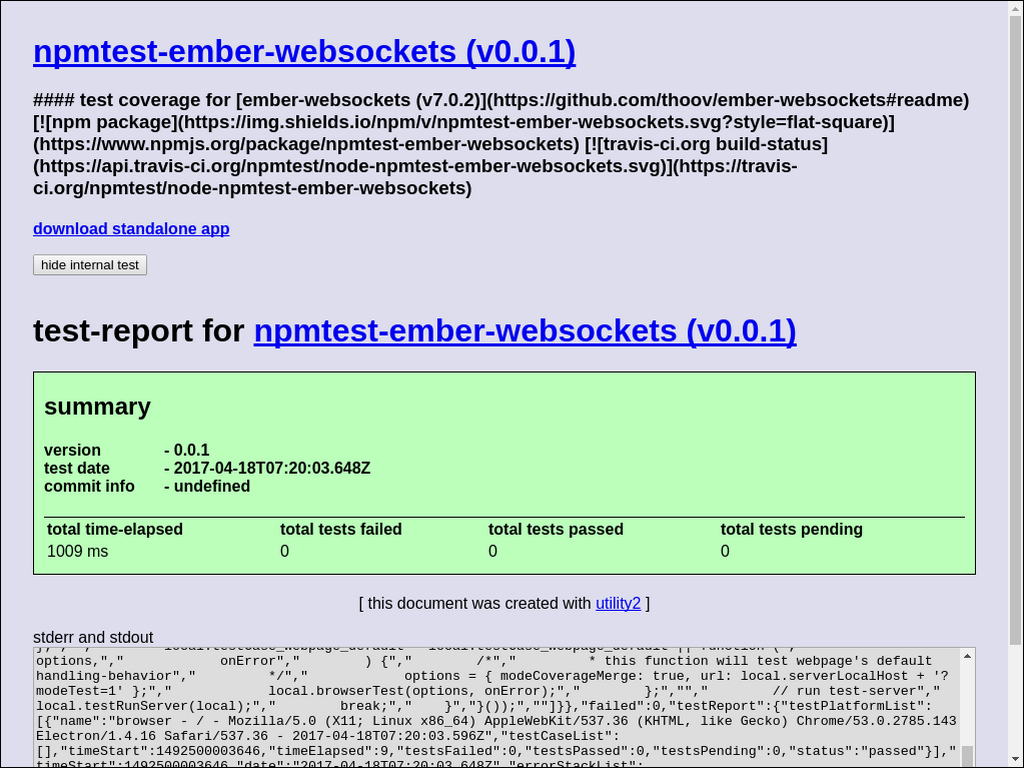 npmtest-ember-websockets (v0.0.1)
#### test coverage for [ember-websockets (v7.0.2)](https://github.com/thoov/ember-websockets#readme)
[![npm package](https://img.shields.io/npm/v/npmtest-ember-websockets.svg?style=flat-square)]
(https://www.npmjs.org/package/npmtest-ember-websockets) [![travis-ci.org build-status]
(https://api.travis-ci.org/npmtest/node-npmtest-ember-websockets.svg)](https://travis-
ci.org/npmtest/node-npmtest-ember-websockets)
download standalone app
hide internal test
test-report for npmtest-ember-websockets (v0.0.1)
summary
version - 0.0.1
test date - 2017-04-18T07:20:03.648Z
commit info - undefined
total time-elapsed total tests failed total tests passed total tests pending
1009 ms 0 0 0
[ this document was created with utility2 ]
stderr and stdout
options," onError"," ) {"," /*"," * this function will test webpage's default
handling-behavior"," */"," options = { modeCoverageMerge: true, url: local.serverLocalHost + '?
modeTest=1' };"," local.browserTest(options, onError);"," };",""," // run test-server","
local.testRunServer(local);"," break;"," }","}());",""]}},"failed":0,"testReport":{"testPlatformList":
[{"name":"browser - / - Mozilla/5.0 (X11; Linux x86_64) AppleWebKit/537.36 (KHTML, like Gecko) Chrome/53.0.2785.143
Electron/1.4.16 Safari/537.36 - 2017-04-18T07:20:03.596Z","testCaseList":
[],"timeStart":1492500003646,"timeElapsed":9,"testsFailed":0,"testsPassed":0,"testsPending":0,"status":"passed"}],"
timeStart":1492500003646,"date":"2017-04-18T07:20:03.648Z","errorStackList":